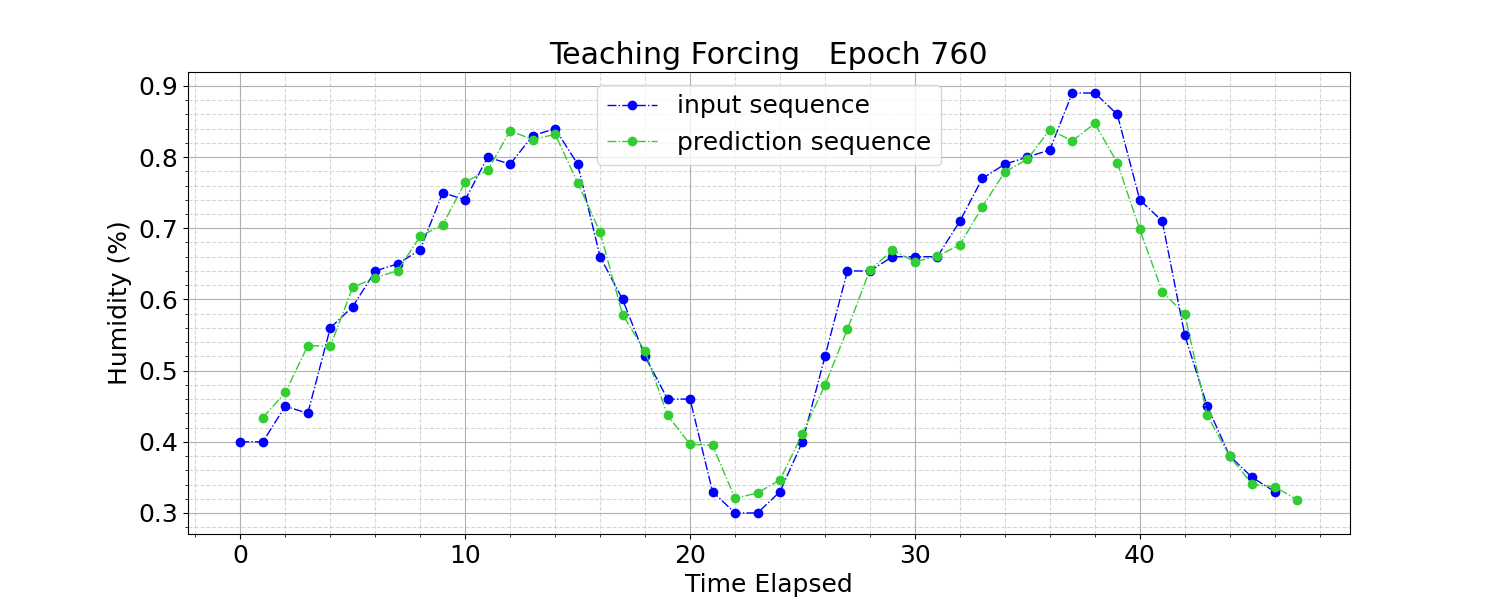 Teaching Forcing   Epoch 760
input sequence
prediction sequence
Humidity (%)
0.9
0.8
0.7
0.6
0.5
0.4
0.3
0 10 20 30 40
Time Elapsed